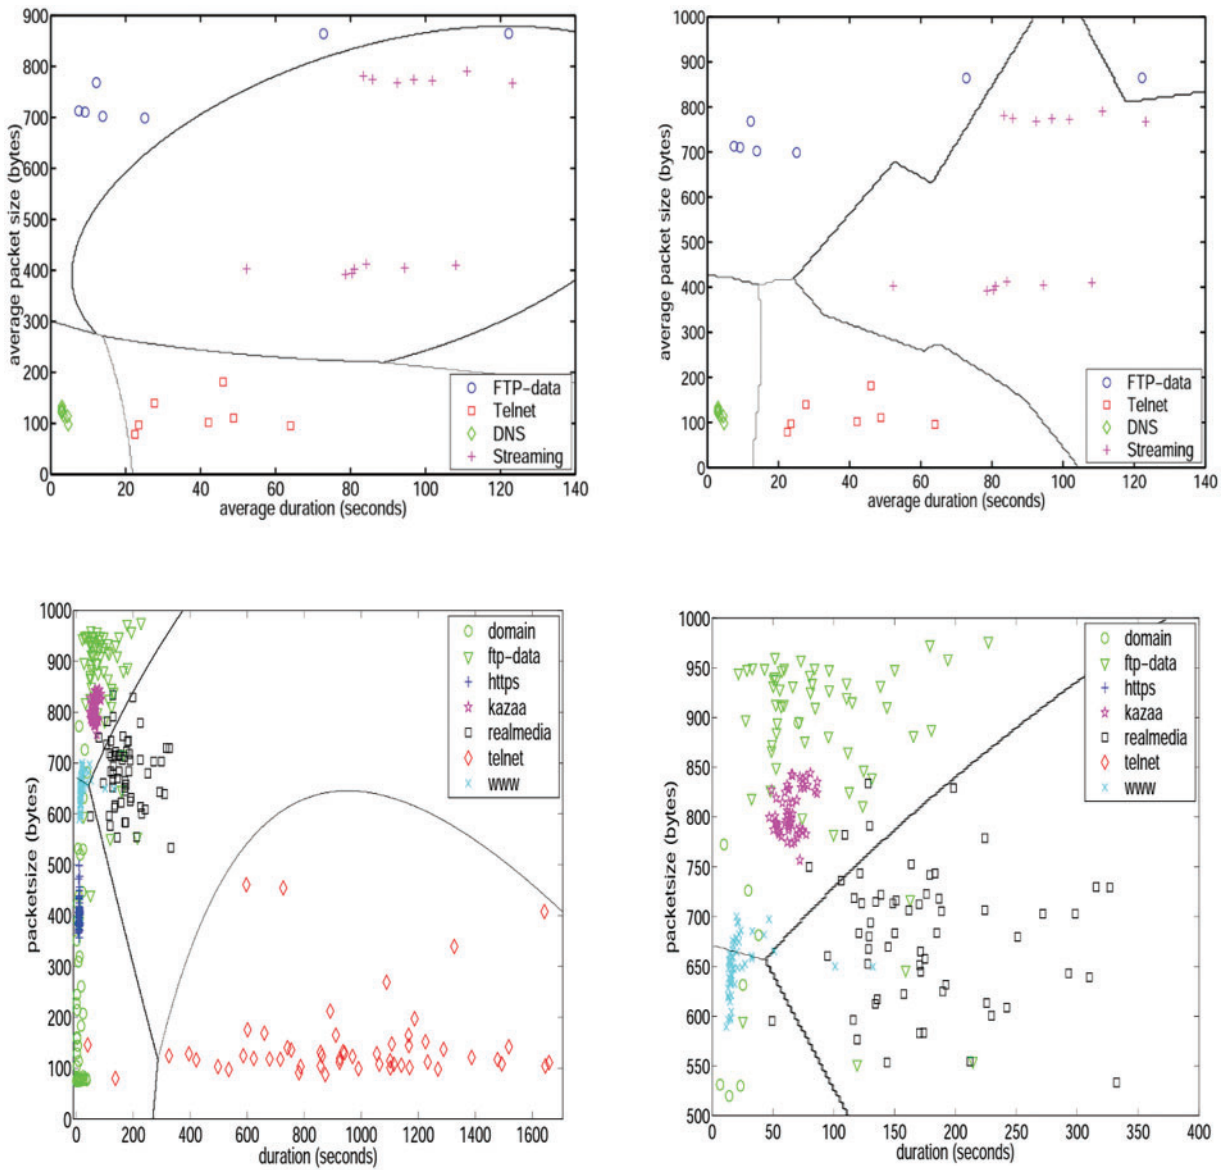 900
800
700
600
500
400
300
200
100
0
average packet size (bytes)
0 20 40 60 80 100 120 140
average duration (seconds)
FTP-data
Telnet
DNS
Streaming
1000
900
800
700
600
500
400
300
200
100
0
average packet size (bytes)
0 20 40 60 80 100 120 140
average duration (seconds)
FTP-data
Telnet
DNS
Streaming
1000
900
800
700
600
500
400
300
200
100
0
packetsize (bytes)
0 200 400 600 800 1000 1200 1400 1600
duration (seconds)
domain
ftp-data
https
kazaa
realmedia
telnet
www
1000
950
900
850
800
750
700
650
600
550
500
packetsize (bytes)
0 50 100 150 200 250 300 350 400
duration (seconds)
domain
ftp-data
https
kazaa
realmedia
telnet
www